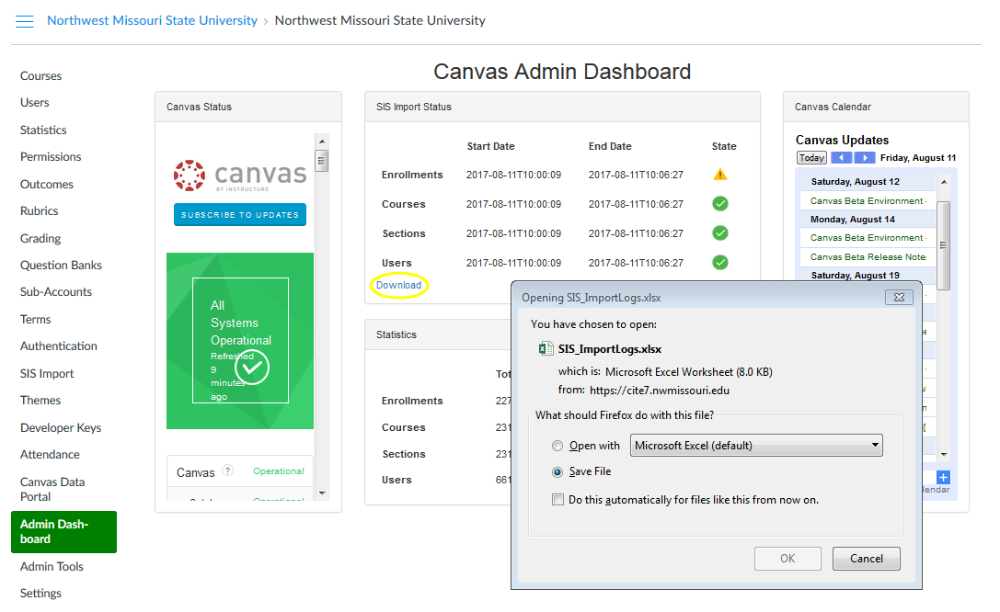 Northwest Missouri State University › Northwest Missouri State University
Courses
Users
Statistics
Permissions
Outcomes
Rubrics
Grading
Question Banks
Sub-Accounts
Terms
Authentication
SIS Import
Themes
Developer Keys
Attendance
Canvas Data
Portal
Admin Dash-
board
Admin Tools
Settings
Canvas Admin Dashboard
Canvas Status
canvas
BY INSTRUCTURE
SUBSCRIBE TO UPDATES
All
Systems
Operational
Refreshed
9
minutes
ago
Canvas ? Operational
SIS Import Status
Start Date End Date State
Enrollments 2017-08-11T10:00:09 2017-08-11T10:06:27
Courses 2017-08-11T10:00:09 2017-08-11T10:06:27
Sections 2017-08-11T10:00:09 2017-08-11T10:06:27
Users 2017-08-11T10:00:09 2017-08-11T10:06:27
Download
Statistics
Tot
Enrollments 227
Courses 231
Sections 231
Users 661
Canvas Calendar
Canvas Updates
Today Friday, August 11
Saturday, August 12
Canvas Beta Environment
Monday, August 14
Canvas Beta Environment
Canvas Beta Release Note
Saturday, August 19
lendar
Opening SIS_ImportLogs.xlsx
You have chosen to open:
SIS_ImportLogs.xlsx
which is: Microsoft Excel Worksheet (8.0 KB)
from: https://cite7.nwmissouri.edu
What should Firefox do with this file?
Open with Microsoft Excel (default)
Save File
Do this automatically for files like this from now on.
OK Cancel